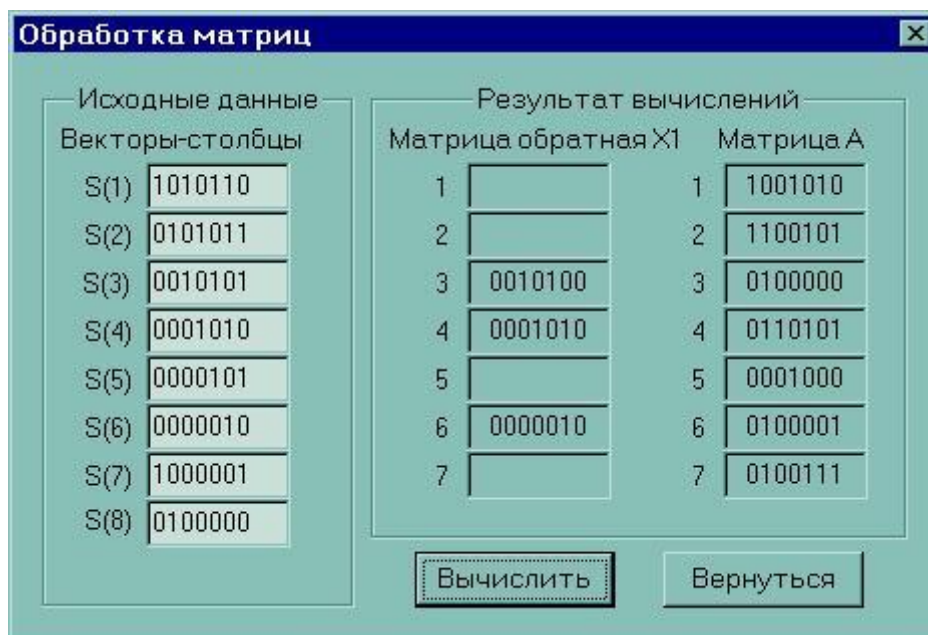 Обработка матриц
Исходные данные
Векторы-столбцы
S(1) 1010110
S(2) 0101011
S(3) 0010101
S(4) 0001010
S(5) 0000101
S(6) 0000010
S(7) 1000001
S(8) 0100000
Результат вычислений
Матрица обратная X1 Матрица А
1 1 1001010
2 2 1100101
3 0010100 3 0100000
4 0001010 4 0110101
5 5 0001000
6 0000010 6 0100001
7 7 0100111
Вычислить Вернуться